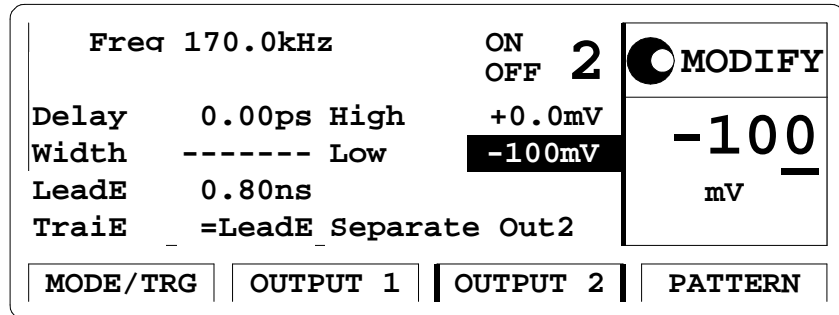 Freq 170.0kHz ON
OFF 2 MODIFY
Delay 0.00ps High +0.0mV
Width ------- Low -100mV
-100
LeadE 0.80ns mV
TraiE =LeadE Separate Out2
MODE/TRG OUTPUT 1 OUTPUT 2 PATTERN